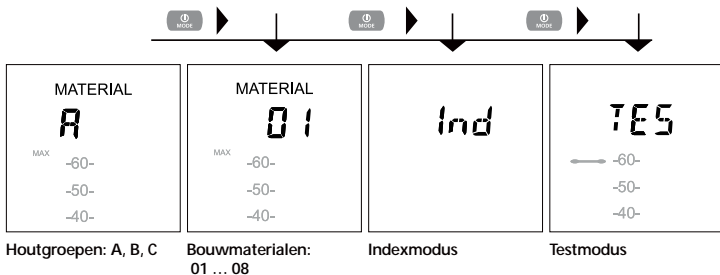 MODE MODE MODE
MATERIAL MATERIAL
A 01 Ind TES
MAX -60- MAX -60- -60-
-50- -50- -50-
-40- -40- -40-
Houtgroepen: A, B, C Bouwmaterialen: Indexmodus Testmodus
01 … 08